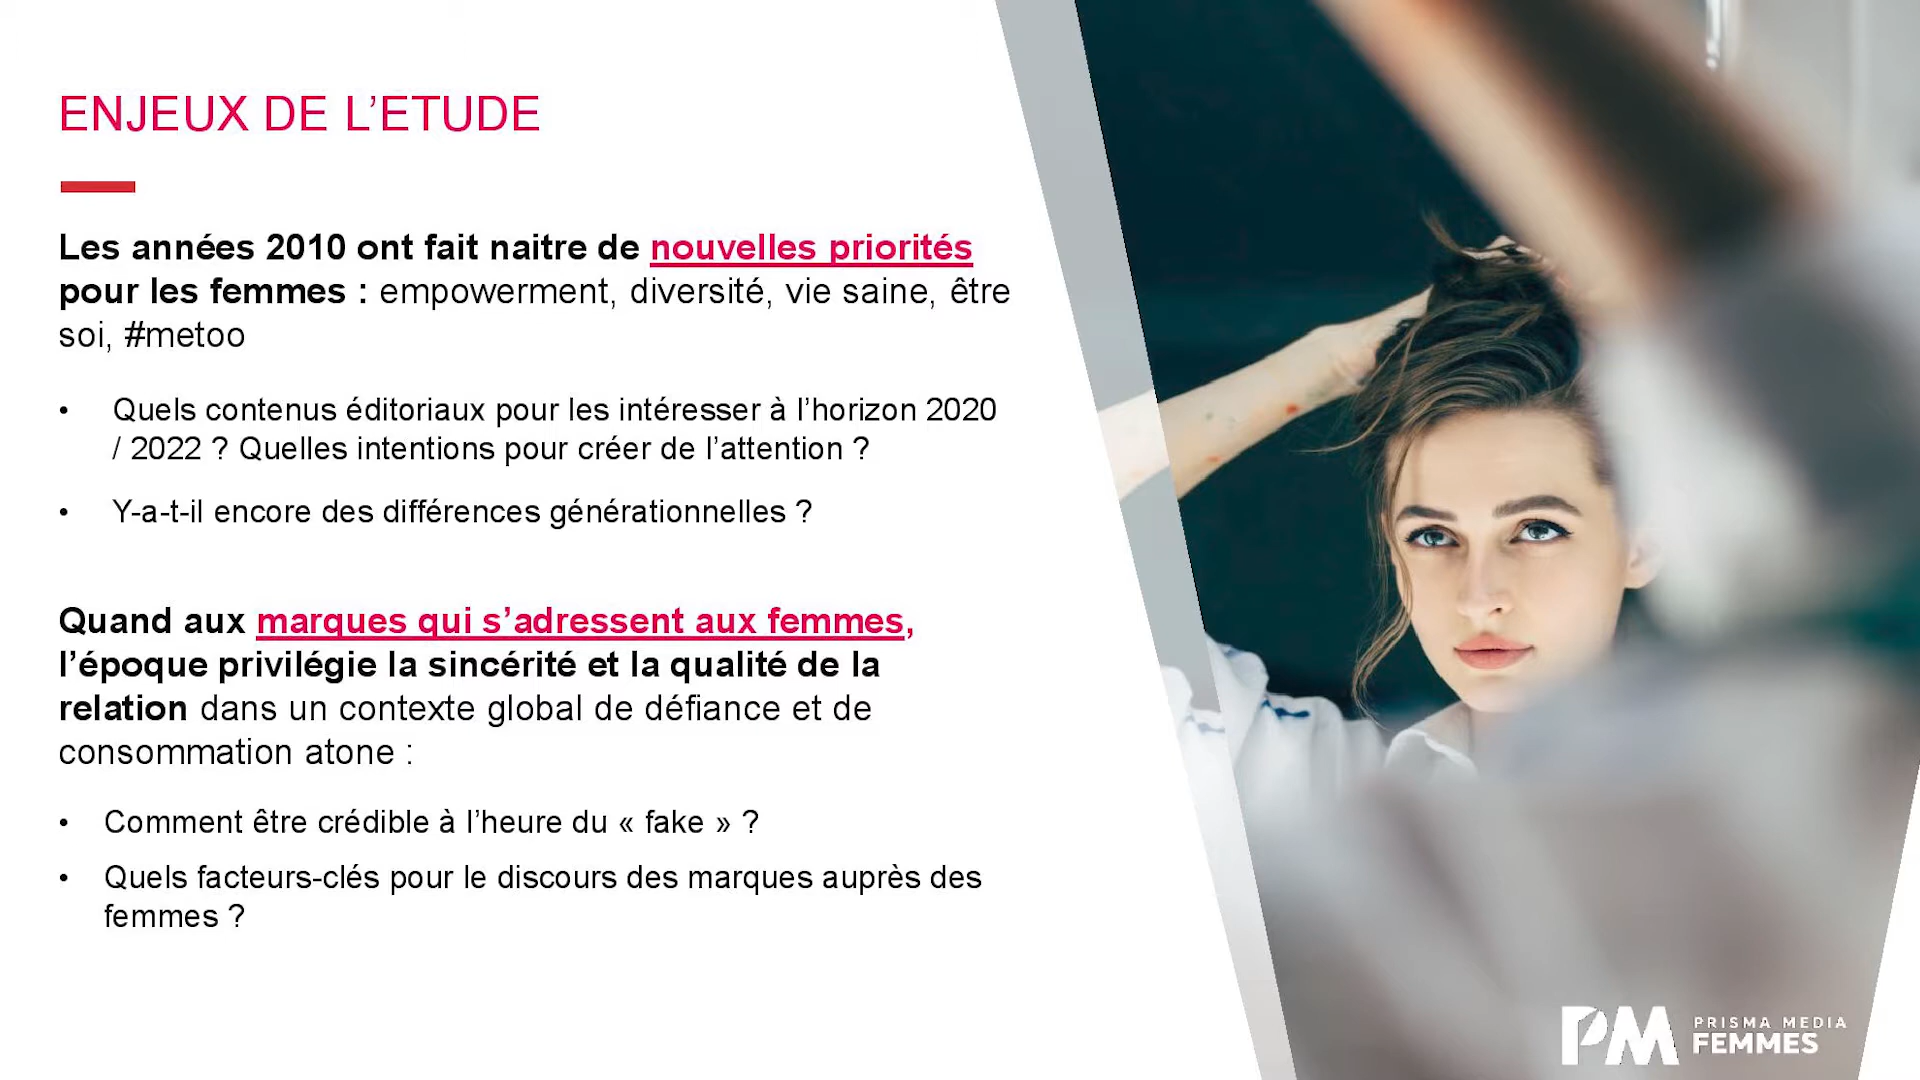 ENJEUX DE L’ETUDE
Les années 2010 ont fait naitre de nouvelles priorités
pour les femmes : empowerment, diversité, vie saine, être
soi, #metoo
• Quels contenus éditoriaux pour les intéresser à l’horizon 2020
/ 2022 ? Quelles intentions pour créer de l’attention ?
• Y-a-t-il encore des différences générationnelles ?
Quand aux marques qui s’adressent aux femmes,
l’époque privilégie la sincérité et la qualité de la
relation dans un contexte global de défiance et de
consommation atone :
• Comment être crédible à l’heure du « fake » ?
• Quels facteurs-clés pour le discours des marques auprès des
femmes ?
PM PRISMA MEDIA
FEMMES